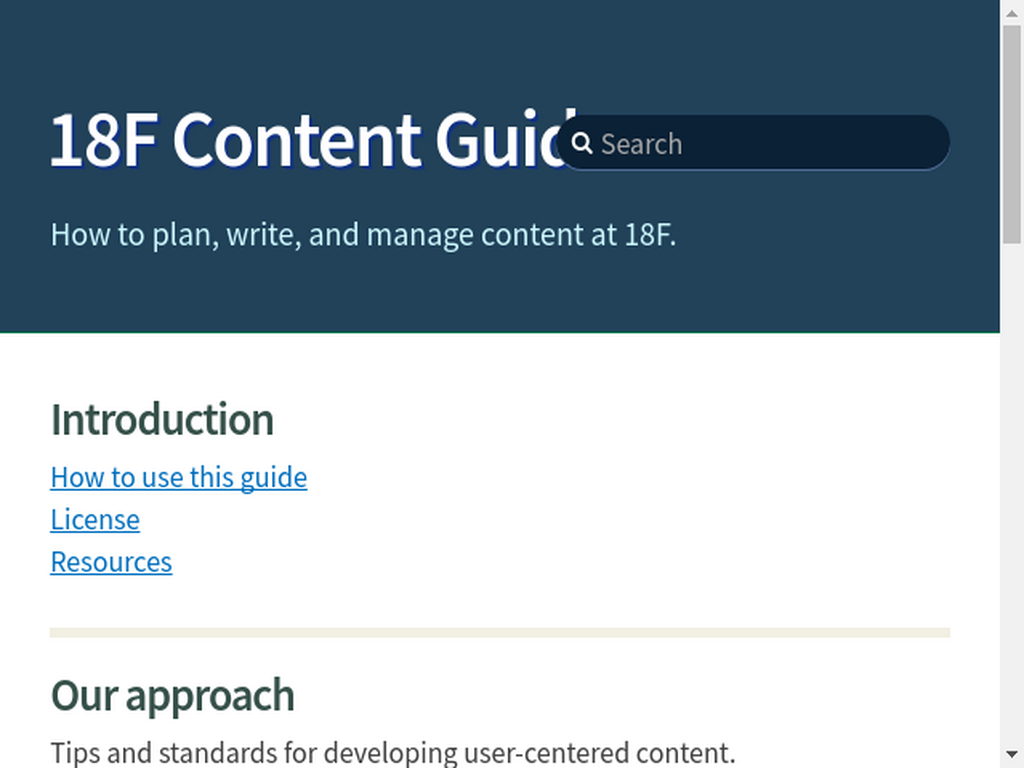 18F Content Guid
Search
How to plan, write, and manage content at 18F.
Introduction
How to use this guide
License
Resources
Our approach
Tips and standards for developing user-centered content.